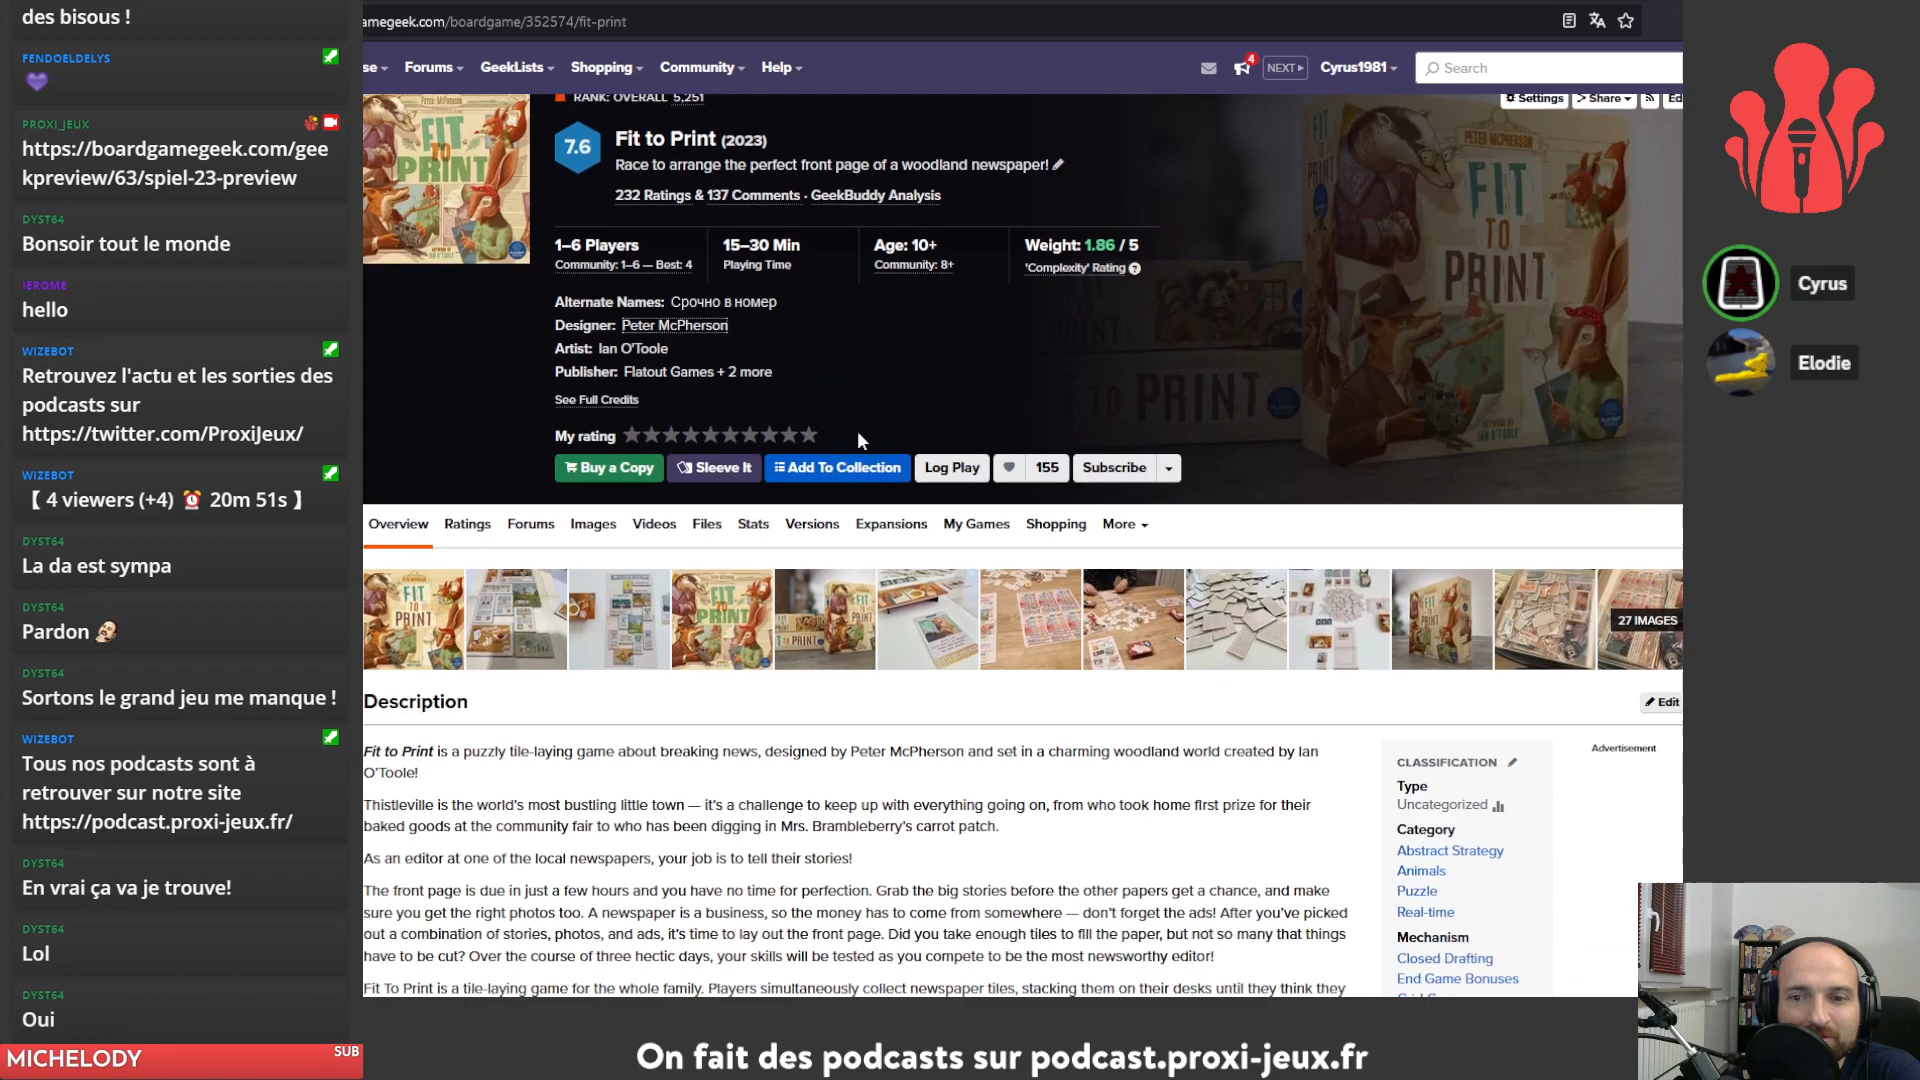 des bisous !
FENDOELDELYS
PROXI_JEUX
https://boardgamegeek.com/gee
kpreview/63/spiel-23-preview
DYST64
Bonsoir tout le monde
IEROME
hello
WIZEBOT
Retrouvez l'actu et les sorties des
podcasts sur
https://twitter.com/ProxiJeux/
WIZEBOT
【 4 viewers (+4) ⏰ 20m 51s 】
DYST64
La da est sympa
DYST64
Pardon
DYST64
Sortons le grand jeu me manque !
WIZEBOT
Tous nos podcasts sont à
retrouver sur notre site
https://podcast.proxi-jeux.fr/
DYST64
En vrai ça va je trouve!
DYST64
Lol
DYST64
Oui
MICHELODY
SUB
amegeek.com/boardgame/352574/fit-print
se
Forums
GeekLists
Shopping
Community
Help
4
NEXT
Cyrus1981
Search
RANK: OVERALL 5,251
Settings
Share
Ed
7.6
Fit to Print (2023)
Race to arrange the perfect front page of a woodland newspaper!
232 Ratings & 137 Comments · GeekBuddy Analysis
1–6 Players
Community: 1–6 — Best: 4
15–30 Min
Playing Time
Age: 10+
Community: 8+
Weight: 1.86 / 5
'Complexity' Rating
Alternate Names: Срочно в номер
Designer: Peter McPherson
Artist: Ian O'Toole
Publisher: Flatout Games + 2 more
See Full Credits
My rating
Buy a Copy
Sleeve It
Add To Collection
Log Play
155
Subscribe
PETER MCPHERSON
FIT
TO
PRINT
PETER MCPHERSON
FIT
TO
PRINT
Overview
Ratings
Forums
Images
Videos
Files
Stats
Versions
Expansions
My Games
Shopping
More
27 IMAGES
Description
Edit
Fit to Print is a puzzly tile-laying game about breaking news, designed by Peter McPherson and set in a charming woodland world created by Ian
O'Toole!
Thistleville is the world's most bustling little town — it's a challenge to keep up with everything going on, from who took home first prize for their
baked goods at the community fair to who has been digging in Mrs. Brambleberry's carrot patch.
As an editor at one of the local newspapers, your job is to tell their stories!
The front page is due in just a few hours and you have no time for perfection. Grab the big stories before the other papers get a chance, and make
sure you get the right photos too. A newspaper is a business, so the money has to come from somewhere — don't forget the ads! After you've picked
out a combination of stories, photos, and ads, it's time to lay out the front page. Did you take enough tiles to fill the paper, but not so many that things
have to be cut? Over the course of three hectic days, your skills will be tested as you compete to be the most newsworthy editor!
Fit To Print is a tile-laying game for the whole family. Players simultaneously collect newspaper tiles, stacking them on their desks until they think they
CLASSIFICATION
Type
Uncategorized
Category
Abstract Strategy
Animals
Puzzle
Real-time
Mechanism
Closed Drafting
End Game Bonuses
Advertisement
Cyrus
Elodie
On fait des podcasts sur podcast.proxi-jeux.fr